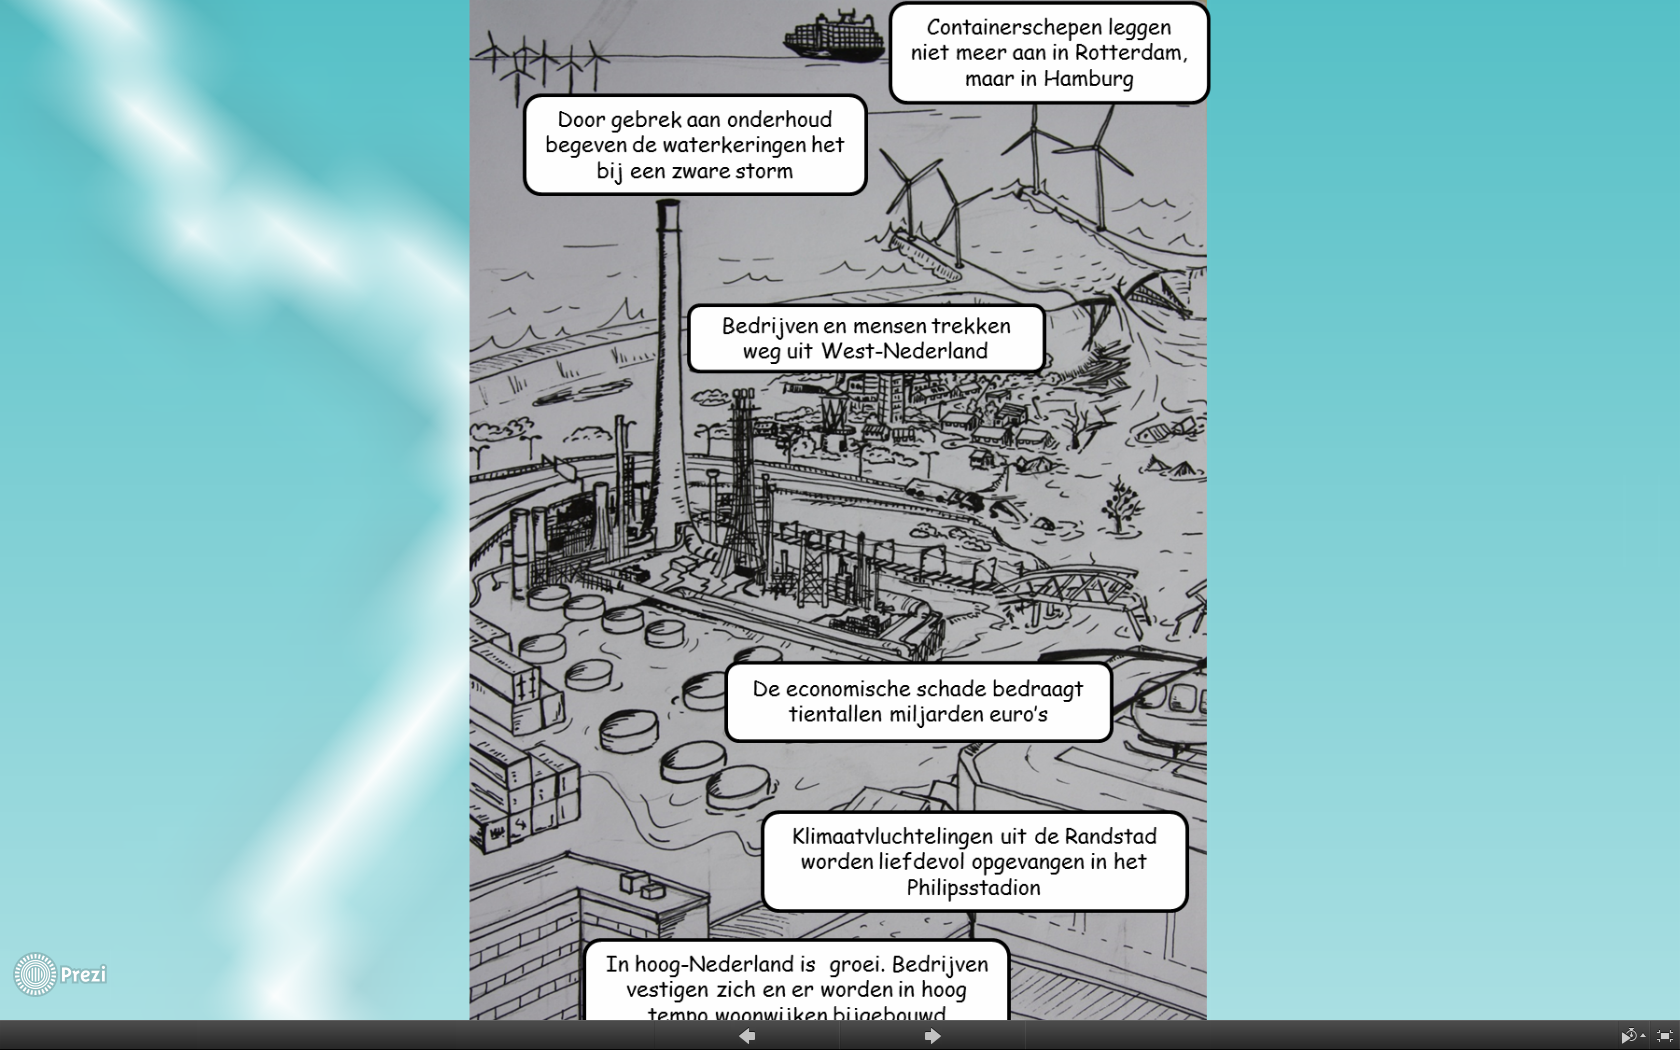 Containerschepen leggen
niet meer aan in Rotterdam,
maar in Hamburg
Door gebrek aan onderhoud
begeven de waterkeringen het
bij een zware storm
Bedrijven en mensen trekken
weg uit West-Nederland
De economische schade bedraagt
tientallen miljarden euro's
Klimaatvluchtelingen uit de Randstad
worden liefdevol opgevangen in het
Philipsstadion
In hoog-Nederland is groei. Bedrijven
vestigen zich en er worden in hoog
tempo woonwijken bijgebouwd
Prezi